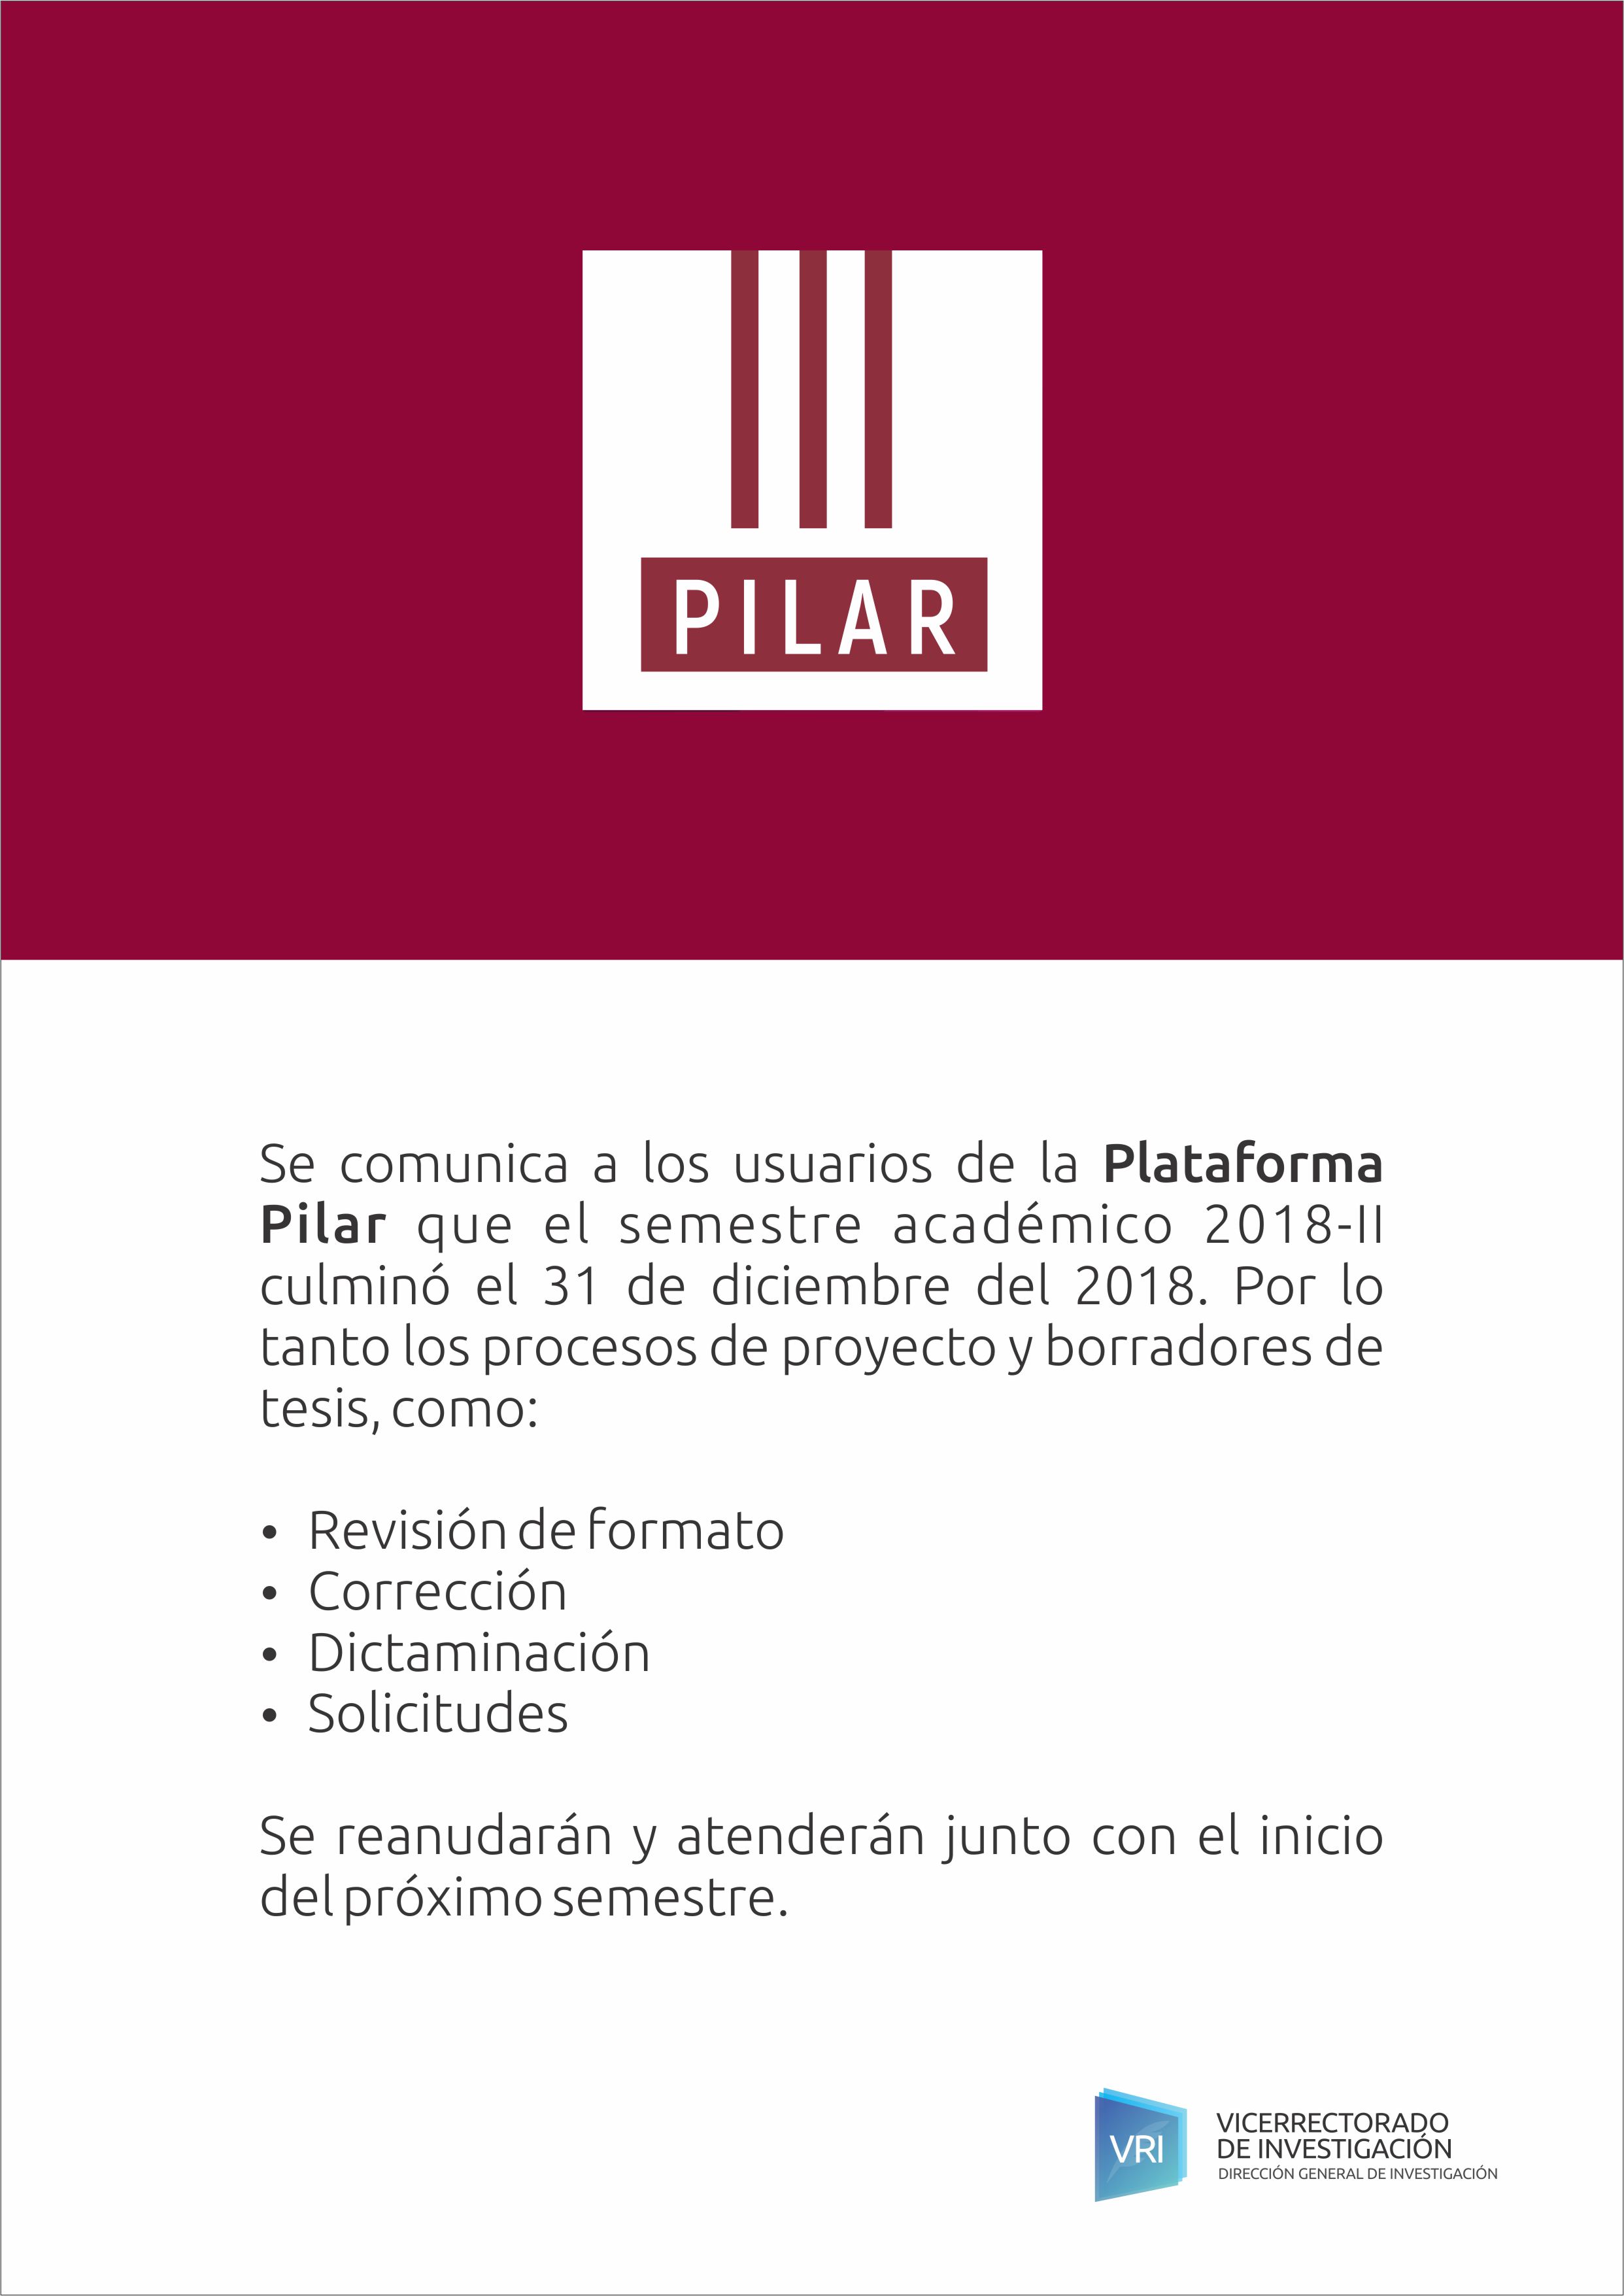 PILAR
Se comunica a los usuarios de la Plataforma
Pilar que el semestre académico 2018-II
culminó el 31 de diciembre del 2018. Por lo
tanto los procesos de proyecto y borradores de
tesis, como:
• Revisión de formato
• Corrección
• Dictaminación
• Solicitudes
Se reanudarán y atenderán junto con el inicio
del próximo semestre.
VRI
VICERRECTORADO
DE INVESTIGACIÓN
DIRECCIÓN GENERAL DE INVESTIGACIÓN